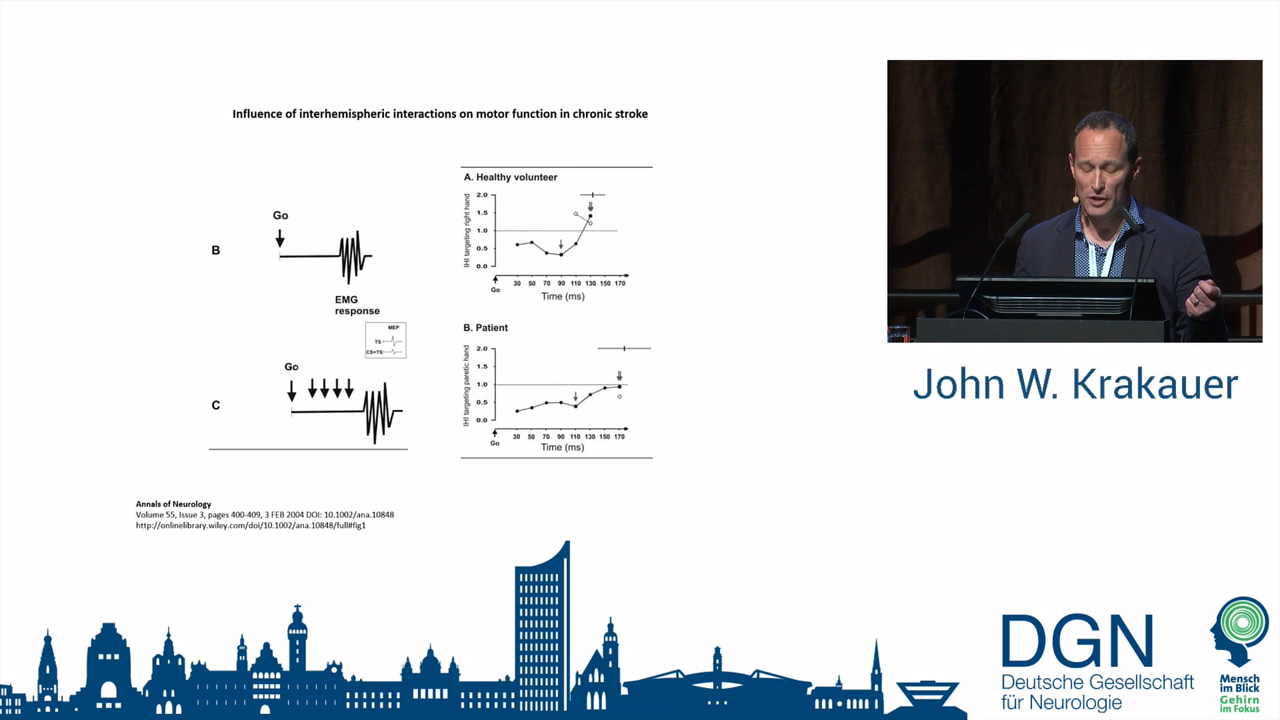 Influence of interhemispheric interactions on motor function in chronic stroke
Go
B
EMG
response
MEP
TS
CS+TS
Go
C
A. Healthy volunteer
IHI targeting right hand
2.0
1.5
1.0
0.5
0.0
Go
30 50 70 90 110 130 150 170
Time (ms)
B. Patient
IHI targeting paretic hand
2.0
1.5
1.0
0.5
0.0
Go
30 50 70 90 110 130 150 170
Time (ms)
Annals of Neurology
Volume 55, Issue 3, pages 400-409, 3 FEB 2004 DOI: 10.1002/ana.10848
http://onlinelibrary.wiley.com/doi/10.1002/ana.10848/full#fig1
John W. Krakauer
DGN
Deutsche Gesellschaft
für Neurologie
Mensch
im Blick
Gehirn
im Fokus